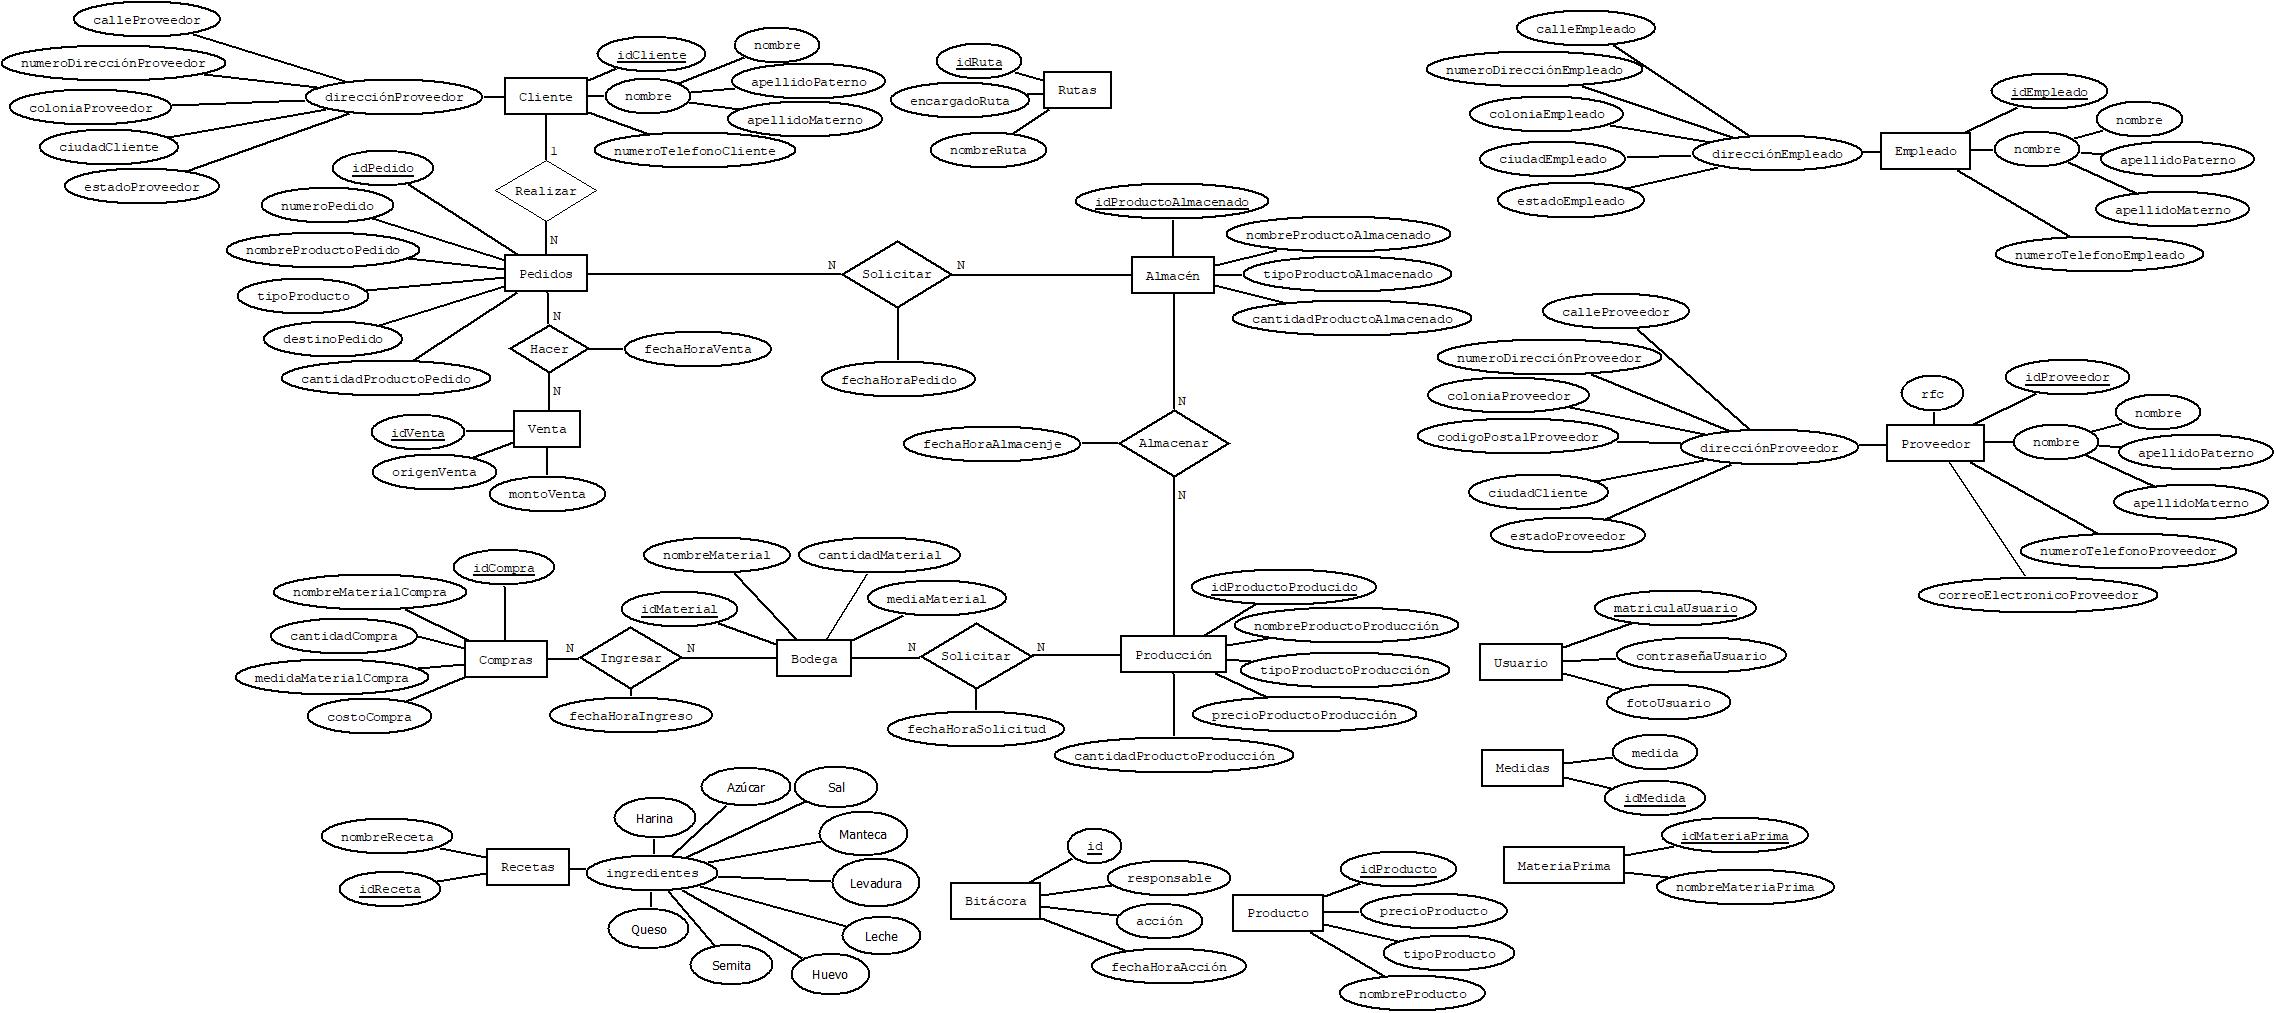 calleProveedor
numeroDirecciónProveedor
coloniaProveedor
ciudadCliente
estadoProveedor
direcciónProveedor
Cliente
idCliente
nombre
nombre
apellidoPaterno
apellidoMaterno
numeroTelefonoCliente
1
Realizar
N
idPedido
numeroPedido
nombreProductoPedido
tipoProducto
destinoPedido
cantidadProductoPedido
Pedidos
N
Solicitar
N
fechaHoraPedido
N
Hacer
fechaHoraVenta
N
idVenta
Venta
origenVenta
montoVenta
idRuta
encargadoRuta
nombreRuta
Rutas
idProductoAlmacenado
nombreProductoAlmacenado
tipoProductoAlmacenado
cantidadProductoAlmacenado
Almacén
N
fechaHoraAlmacenje
Almacenar
N
calleEmpleado
numeroDirecciónEmpleado
coloniaEmpleado
ciudadEmpleado
estadoEmpleado
direcciónEmpleado
Empleado
idEmpleado
nombre
nombre
apellidoPaterno
apellidoMaterno
numeroTelefonoEmpleado
calleProveedor
numeroDirecciónProveedor
coloniaProveedor
codigoPostalProveedor
ciudadCliente
estadoProveedor
direcciónProveedor
Proveedor
rfc
idProveedor
nombre
nombre
apellidoPaterno
apellidoMaterno
numeroTelefonoProveedor
correoElectronicoProveedor
idCompra
nombreMaterialCompra
cantidadCompra
medidaMaterialCompra
costoCompra
Compras
N
Ingresar
N
fechaHoraIngreso
nombreMaterial
cantidadMaterial
idMaterial
mediaMaterial
Bodega
N
Solicitar
N
fechaHoraSolicitud
Producción
idProductoProducido
nombreProductoProducción
tipoProductoProducción
precioProductoProducción
cantidadProductoProducción
matriculaUsuario
Usuario
contraseñaUsuario
fotoUsuario
Medidas
medida
idMedida
idMateriaPrima
MateriaPrima
nombreMateriaPrima
nombreReceta
idReceta
Recetas
ingredientes
Harina
Azúcar
Sal
Manteca
Levadura
Leche
Huevo
Semita
Queso
id
Bitácora
responsable
acción
fechaHoraAcción
idProducto
Producto
precioProducto
tipoProducto
nombreProducto